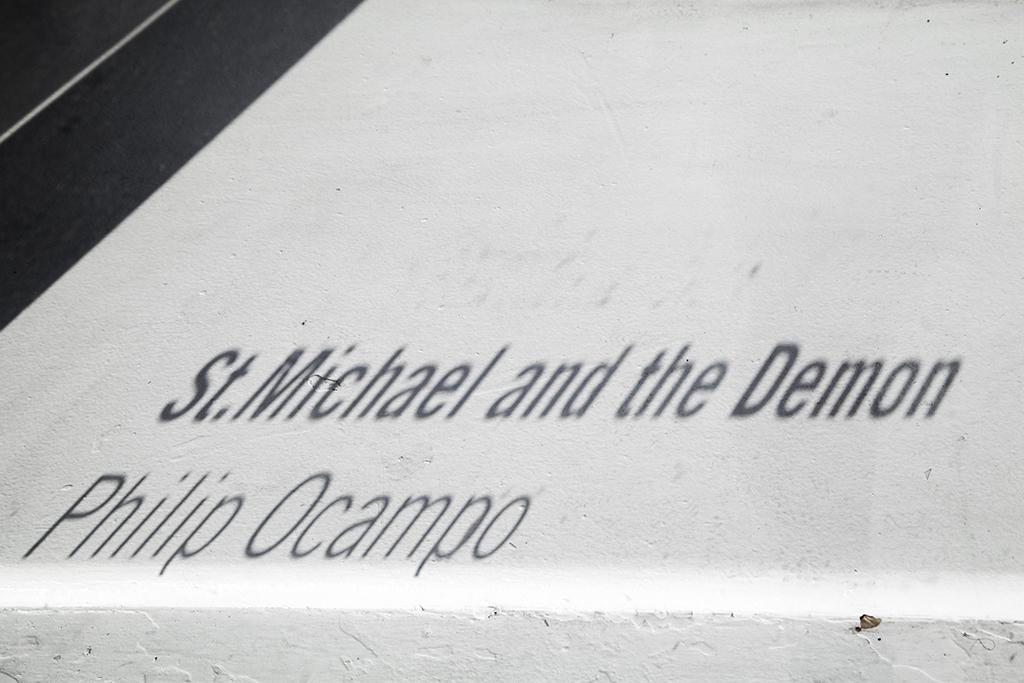 St. Michael and the Demon
Philip Ocampo